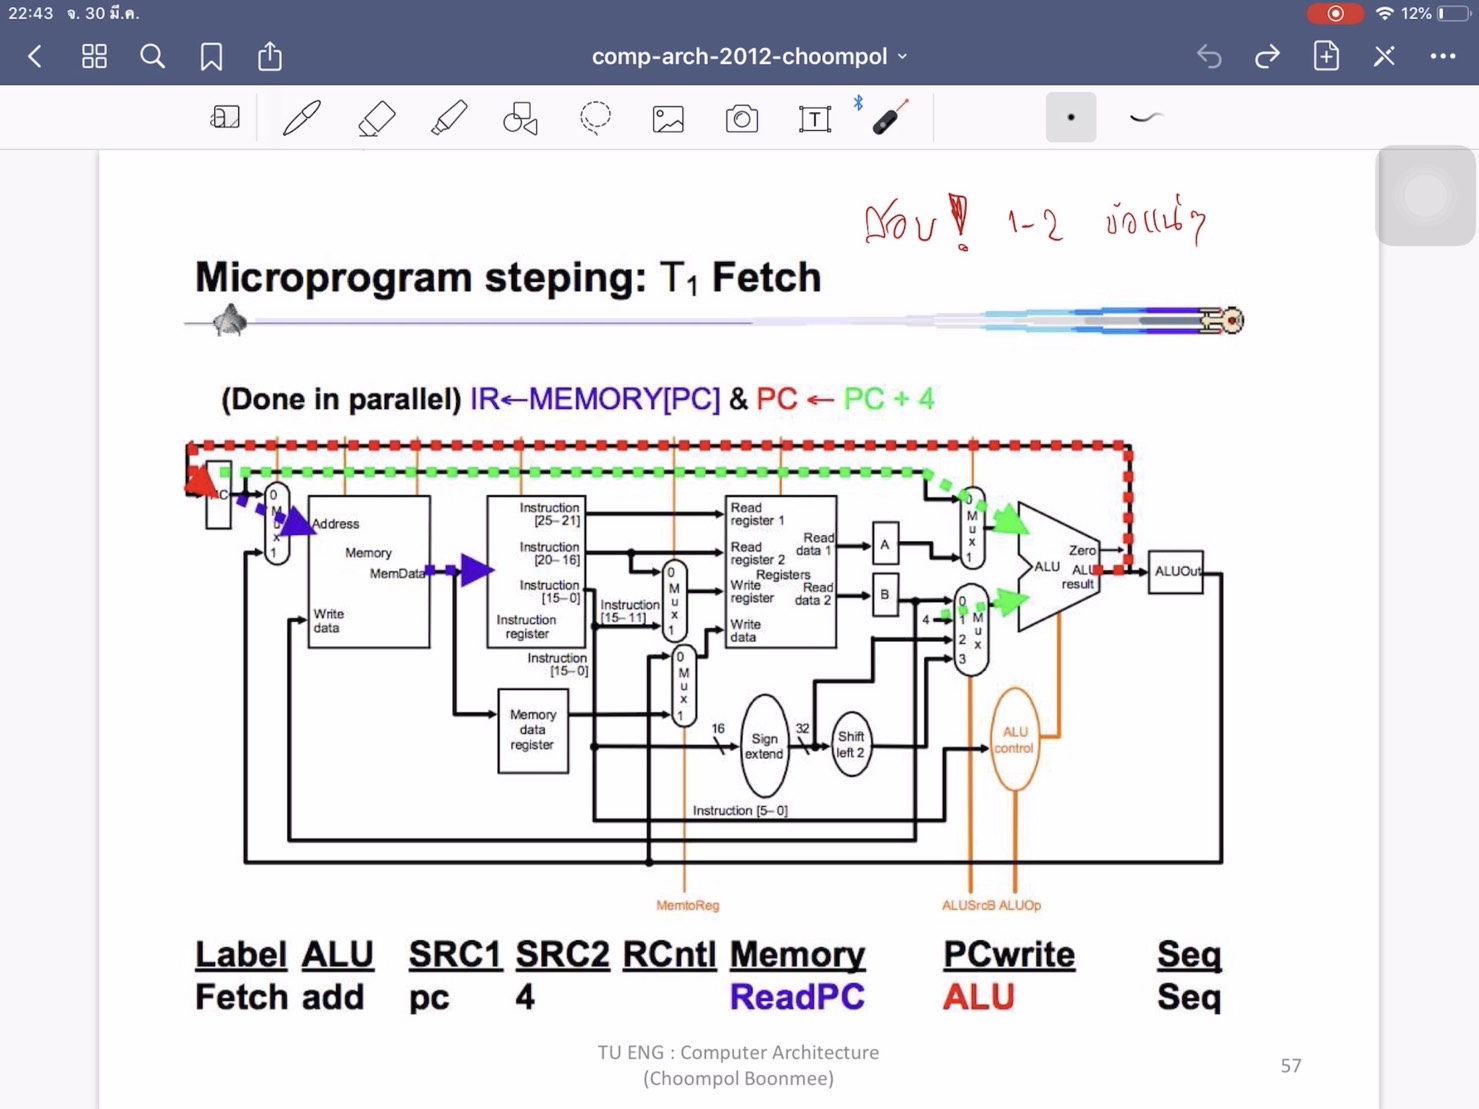 22:43 จ. 30 มี.ค.
12%
comp-arch-2012-choompol
สอบ! 1-2 ข้อแน่ๆ
Microprogram steping: T1 Fetch
(Done in parallel) IR←MEMORY[PC] & PC ← PC + 4
0
M
u
x
1
Address
Memory
MemData
Write
data
Instruction
[25–21]
Instruction
[20–16]
Instruction
[15–0]
Instruction
register
Instruction
[15–11]
Instruction
[15–0]
Memory
data
register
0
M
u
x
1
0
M
u
x
1
Read
register 1
Read
register 2
Registers
Write
register
Write
data
Read
data 1
Read
data 2
A
B
4
0
M
u
x
1
0
1
2
3
M
u
x
Zero
ALU
ALU
result
ALUOut
16
Sign
extend
32
Shift
left 2
ALU
control
Instruction [5–0]
MemtoReg
ALUSrcB ALUOp
Label ALU SRC1 SRC2 RCntl Memory PCwrite Seq
Fetch add pc 4 ReadPC ALU Seq
TU ENG : Computer Architecture
(Choompol Boonmee)
57